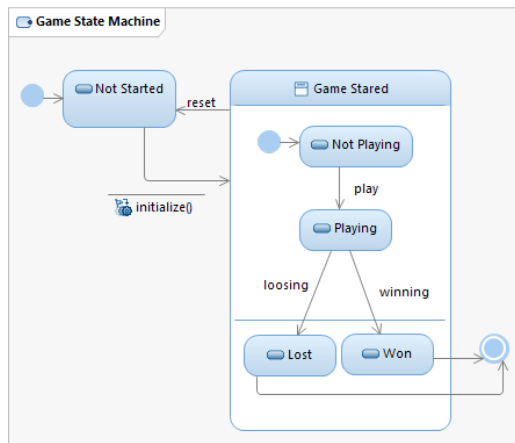 Game State Machine
Not Started
Game Stared
reset
Not Playing
play
initialize()
Playing
loosing
winning
Lost
Won